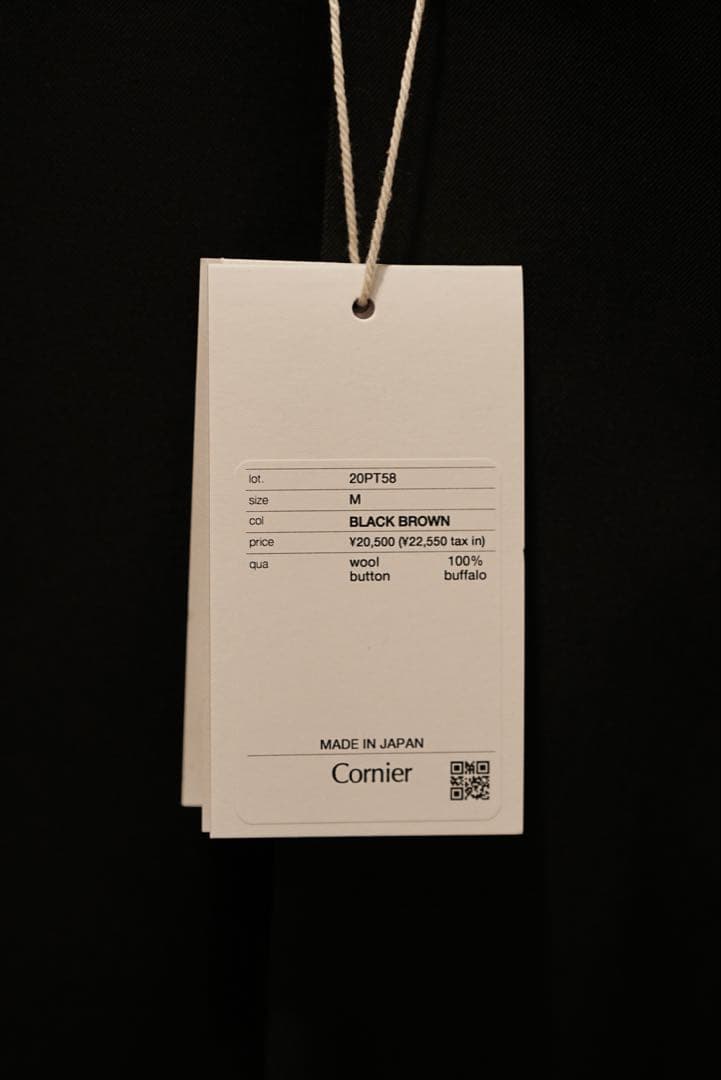 lot. 20PT58
size M
col BLACK BROWN
price ¥20,500 (¥22,550 tax in)
qua wool 100%
button buffalo
MADE IN JAPAN
Cornier